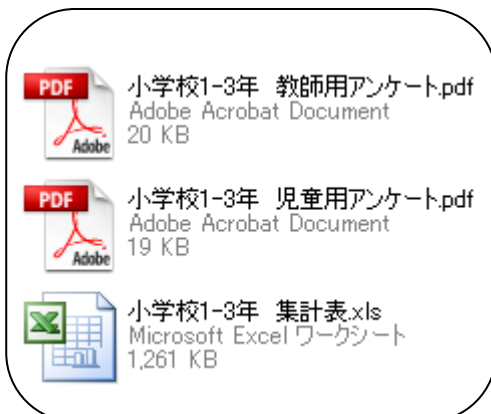 PDF
Adobe
小学校1-3年 教師用アンケート.pdf
Adobe Acrobat Document
20 KB
PDF
Adobe
小学校1-3年 児童用アンケート.pdf
Adobe Acrobat Document
19 KB
小学校1-3年 集計表.xls
Microsoft Excel ワークシート
1,261 KB